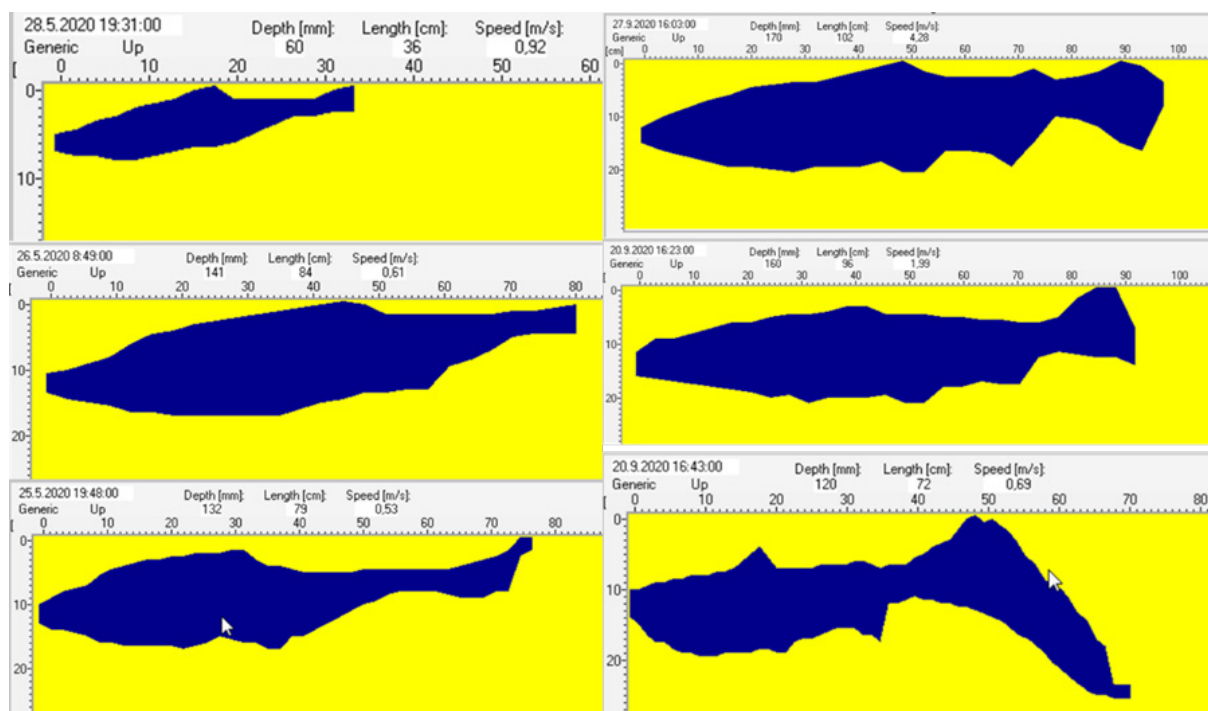 28.5.2020 19:31:00 Depth [mm]: Length [cm]: Speed [m/s]:
Generic Up 60 36 0,92
[ 0 10 20 30 40 50 60
0
10
26.5.2020 8:49:00 Depth [mm]: Length [cm]: Speed [m/s]:
Generic Up 141 84 0,61
[ 0 10 20 30 40 50 60 70 80
0
10
20
25.5.2020 19:48:00 Depth [mm]: Length [cm]: Speed [m/s]:
Generic Up 132 79 0,53
[ 0 10 20 30 40 50 60 70 80
0
10
20
27.9.2020 16:03:00 Depth [mm]: Length [cm]: Speed [m/s]:
Generic Up 170 102 4,28
[cm] 0 10 20 30 40 50 60 70 80 90 100
0
10
20
20.9.2020 16:23:00 Depth [mm]: Length [cm]: Speed [m/s]:
Generic Up 160 96 1,99
0 10 20 30 40 50 60 70 80 90 100
0
10
20
20.9.2020 16:43:00 Depth [mm]: Length [cm]: Speed [m/s]:
Generic Up 120 72 0,69
[ 0 10 20 30 40 50 60 70 80
0
10
20